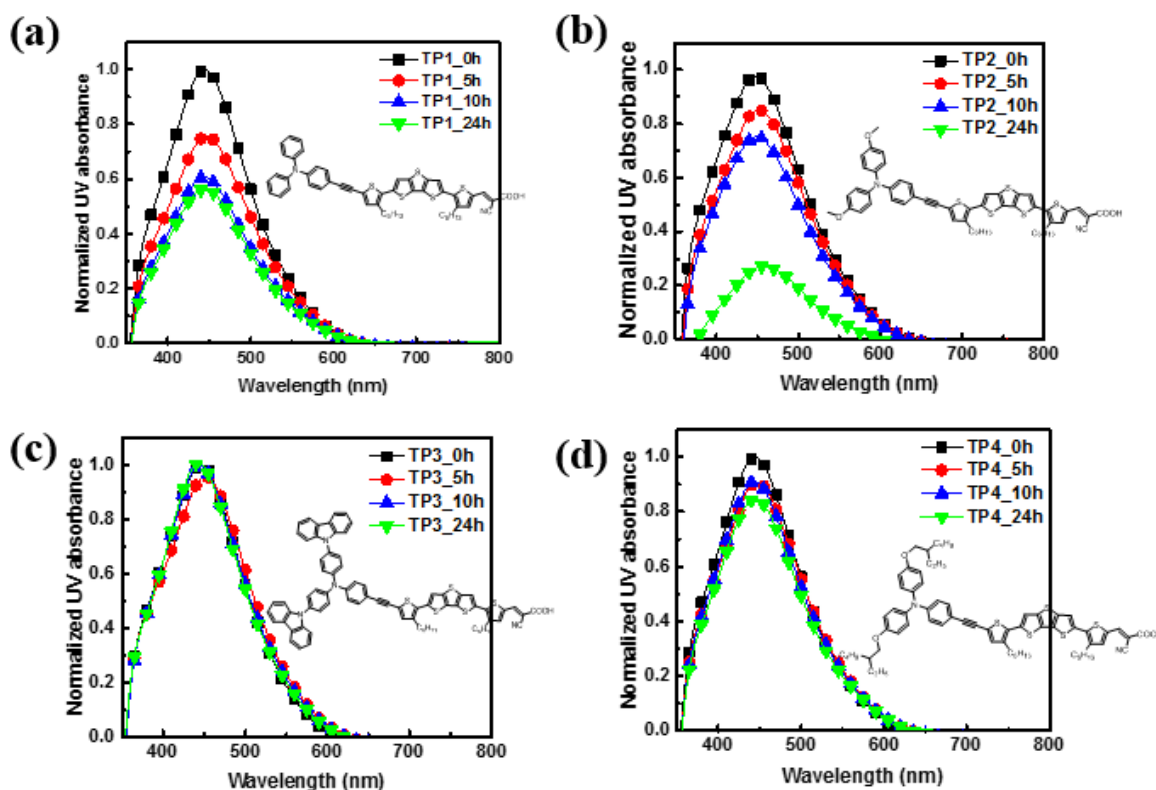 (a)
TP1_0h
TP1_5h
TP1_10h
TP1_24h
1.0
0.8
0.6
0.4
0.2
0.0
400 500 600 700 800
Normalized UV absorbance
Wavelength (nm)
N
S
S
S
S
S
COOH
NC
(b)
TP2_0h
TP2_5h
TP2_10h
TP2_24h
1.0
0.8
0.6
0.4
0.2
0.0
400 500 600 700 800
Normalized UV absorbance
Wavelength (nm)
O
O
N
S
S
S
S
S
C6H13
COOH
NC
(c)
TP3_0h
TP3_5h
TP3_10h
TP3_24h
1.0
0.8
0.6
0.4
0.2
0.0
400 500 600 700 800
Normalized UV absorbance
Wavelength (nm)
N
N
N
S
S
S
S
S
COOH
NC
(d)
TP4_0h
TP4_5h
TP4_10h
TP4_24h
1.0
0.8
0.6
0.4
0.2
0.0
400 500 600 700 800
Normalized UV absorbance
Wavelength (nm)
O
O
N
S
S
S
S
S
C6H13
C6H13
NC